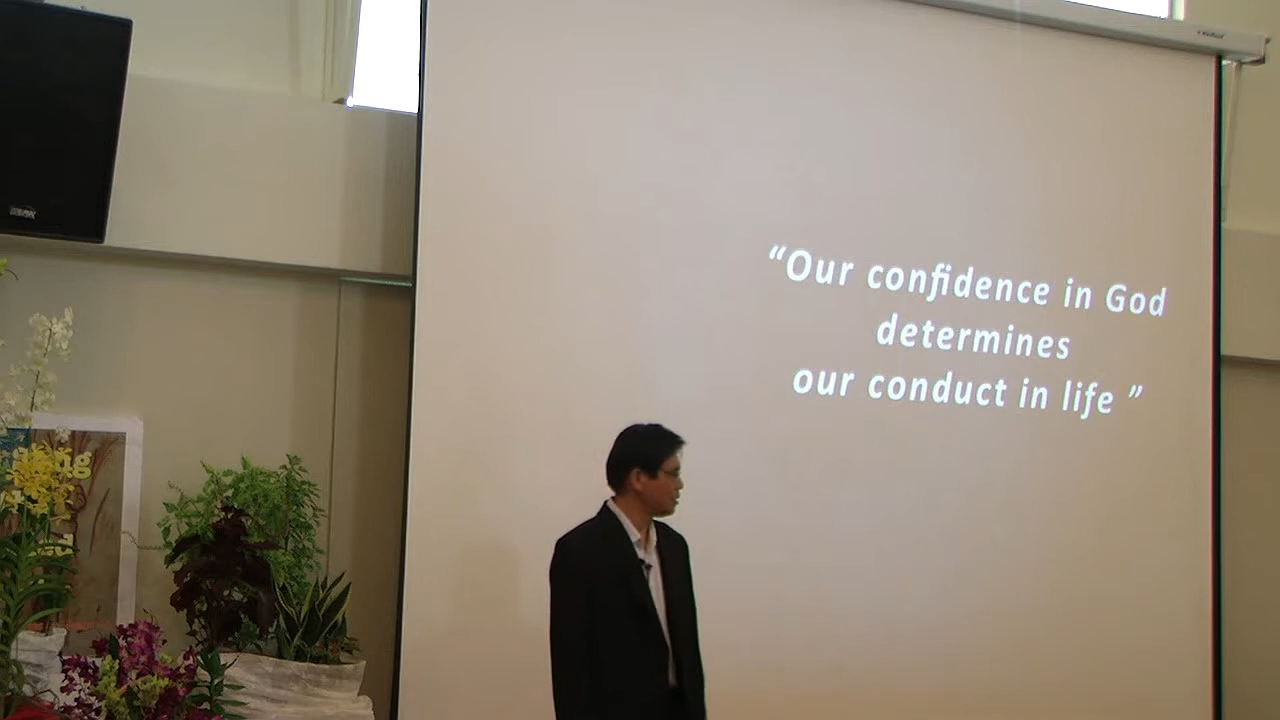 “Our confidence in God
determines
our conduct in life ”